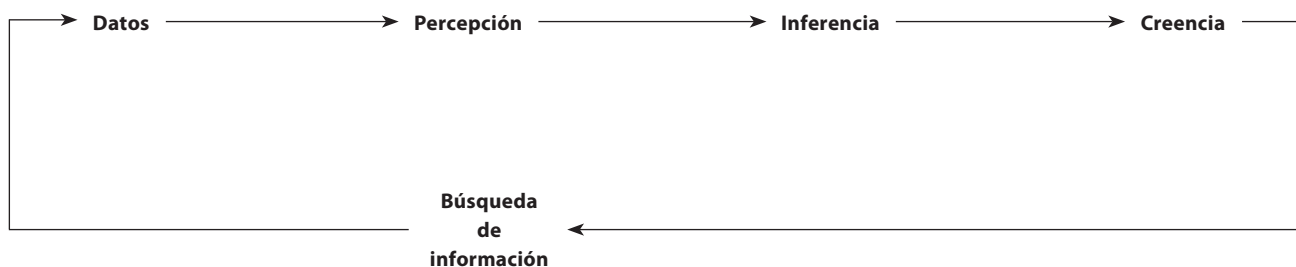 Datos
Percepción
Inferencia
Creencia
Búsqueda
de
información